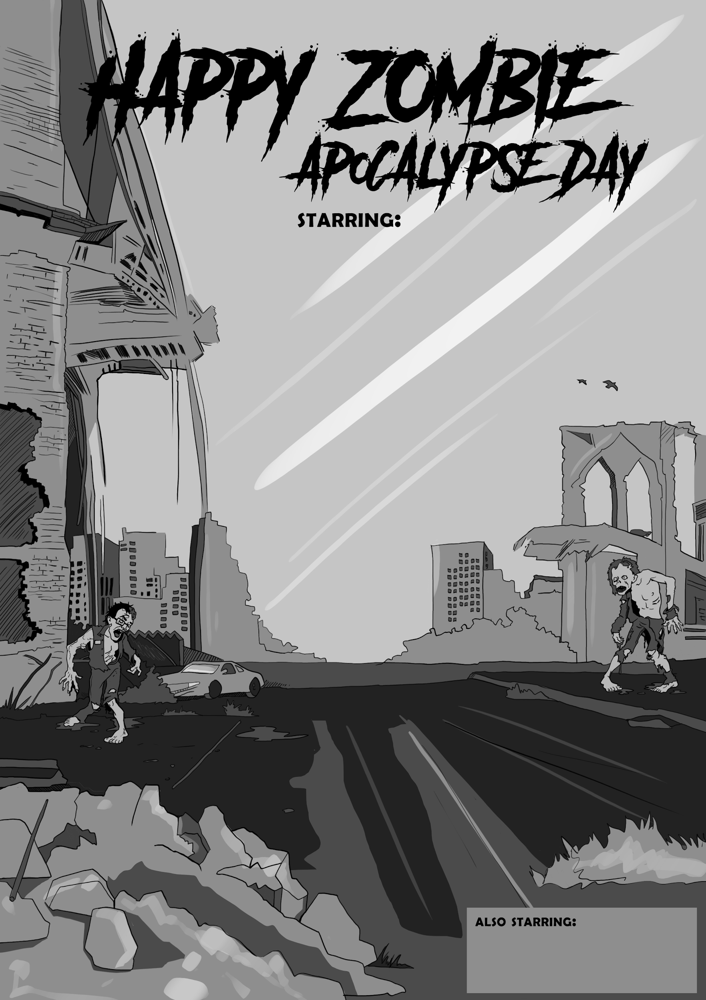 HAPPY ZOMBIE
APOCALYPSE DAY
STARRING:
ALSO STARRING: